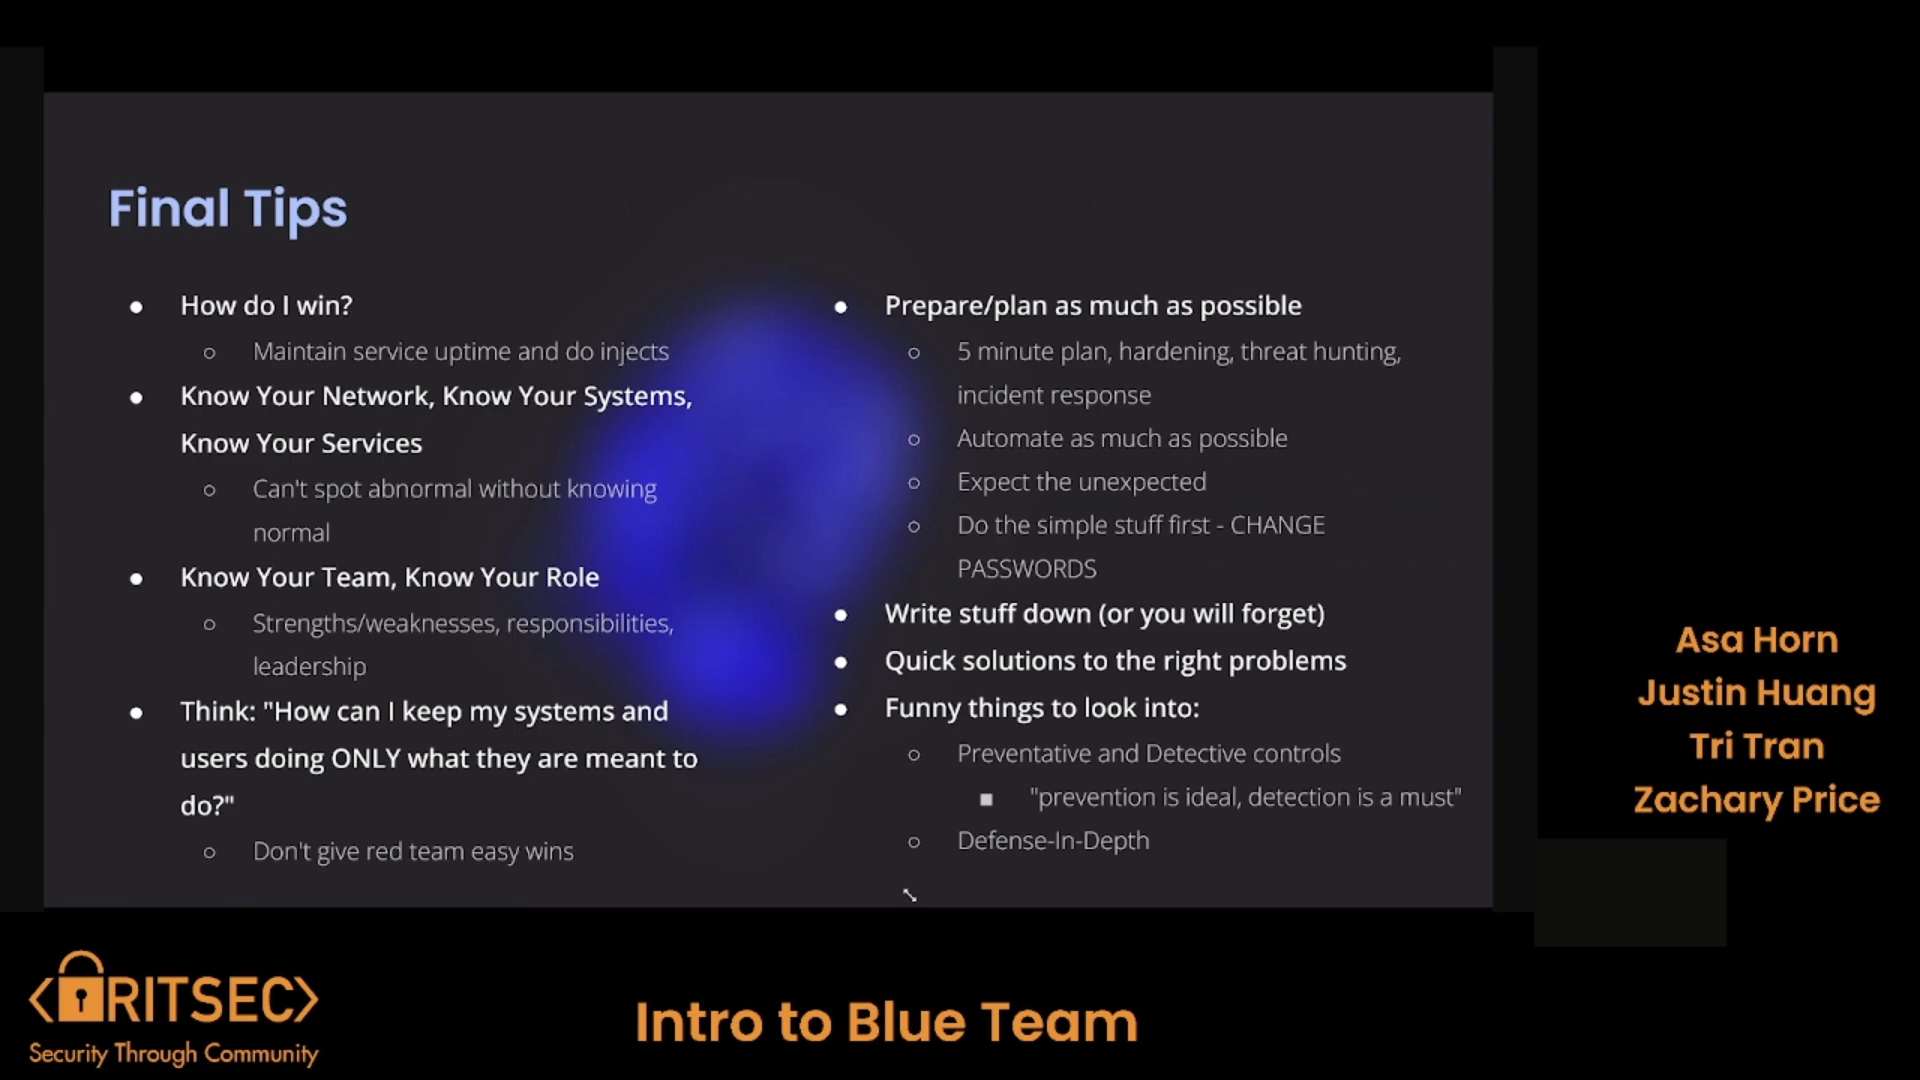 Final Tips
How do I win?
Maintain service uptime and do injects
Know Your Network, Know Your Systems,
Know Your Services
Can't spot abnormal without knowing
normal
Know Your Team, Know Your Role
Strengths/weaknesses, responsibilities,
leadership
Think: "How can I keep my systems and
users doing ONLY what they are meant to
do?"
Don't give red team easy wins
Prepare/plan as much as possible
5 minute plan, hardening, threat hunting,
incident response
Automate as much as possible
Expect the unexpected
Do the simple stuff first - CHANGE
PASSWORDS
Write stuff down (or you will forget)
Quick solutions to the right problems
Funny things to look into:
Preventative and Detective controls
"prevention is ideal, detection is a must"
Defense-In-Depth
Asa Horn
Justin Huang
Tri Tran
Zachary Price
<RITSEC>
Security Through Community
Intro to Blue Team